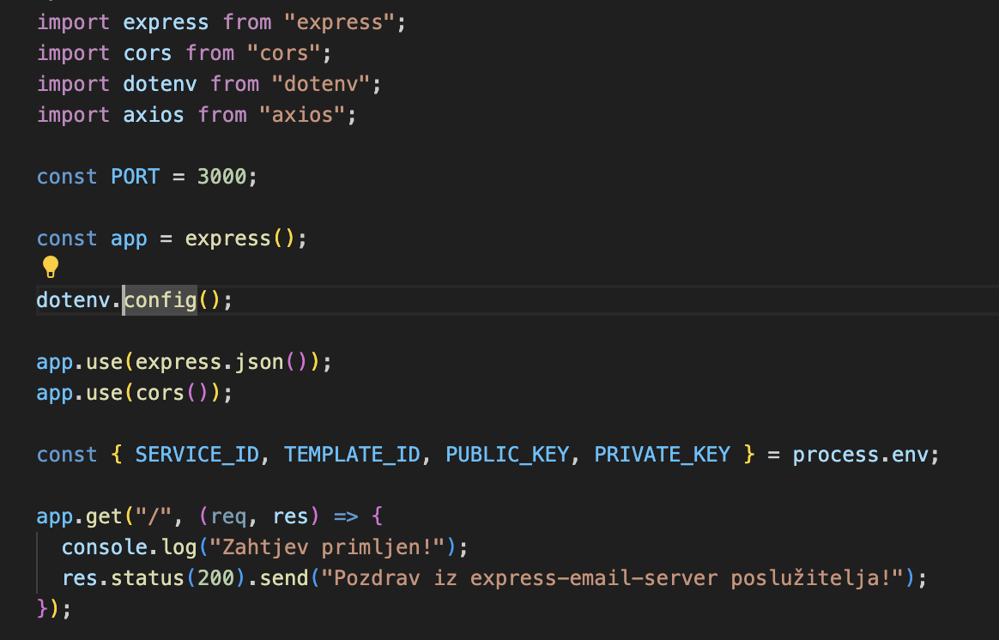 import express from "express";
import cors from "cors";
import dotenv from "dotenv";
import axios from "axios";
const PORT = 3000;
const app = express();
dotenv.config();
app.use(express.json());
app.use(cors());
const { SERVICE_ID, TEMPLATE_ID, PUBLIC_KEY, PRIVATE_KEY } = process.env;
app.get("/", (req, res) => {
  console.log("Zahtjev primljen!");
  res.status(200).send("Pozdrav iz express-email-server poslužitelja!");
});